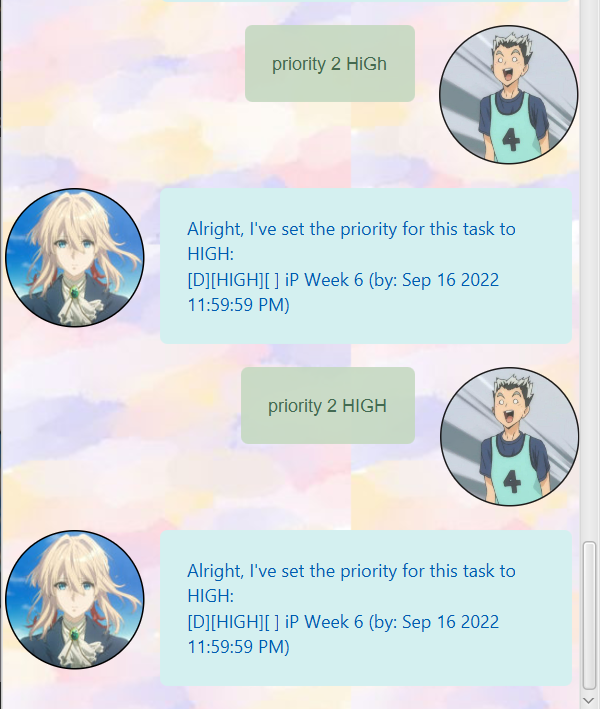 priority 2 HiGh
4
Alright, I've set the priority for this task to
HIGH:
[D][HIGH][ ] iP Week 6 (by: Sep 16 2022
11:59:59 PM)
priority 2 HIGH
4
Alright, I've set the priority for this task to
HIGH:
[D][HIGH][ ] iP Week 6 (by: Sep 16 2022
11:59:59 PM)